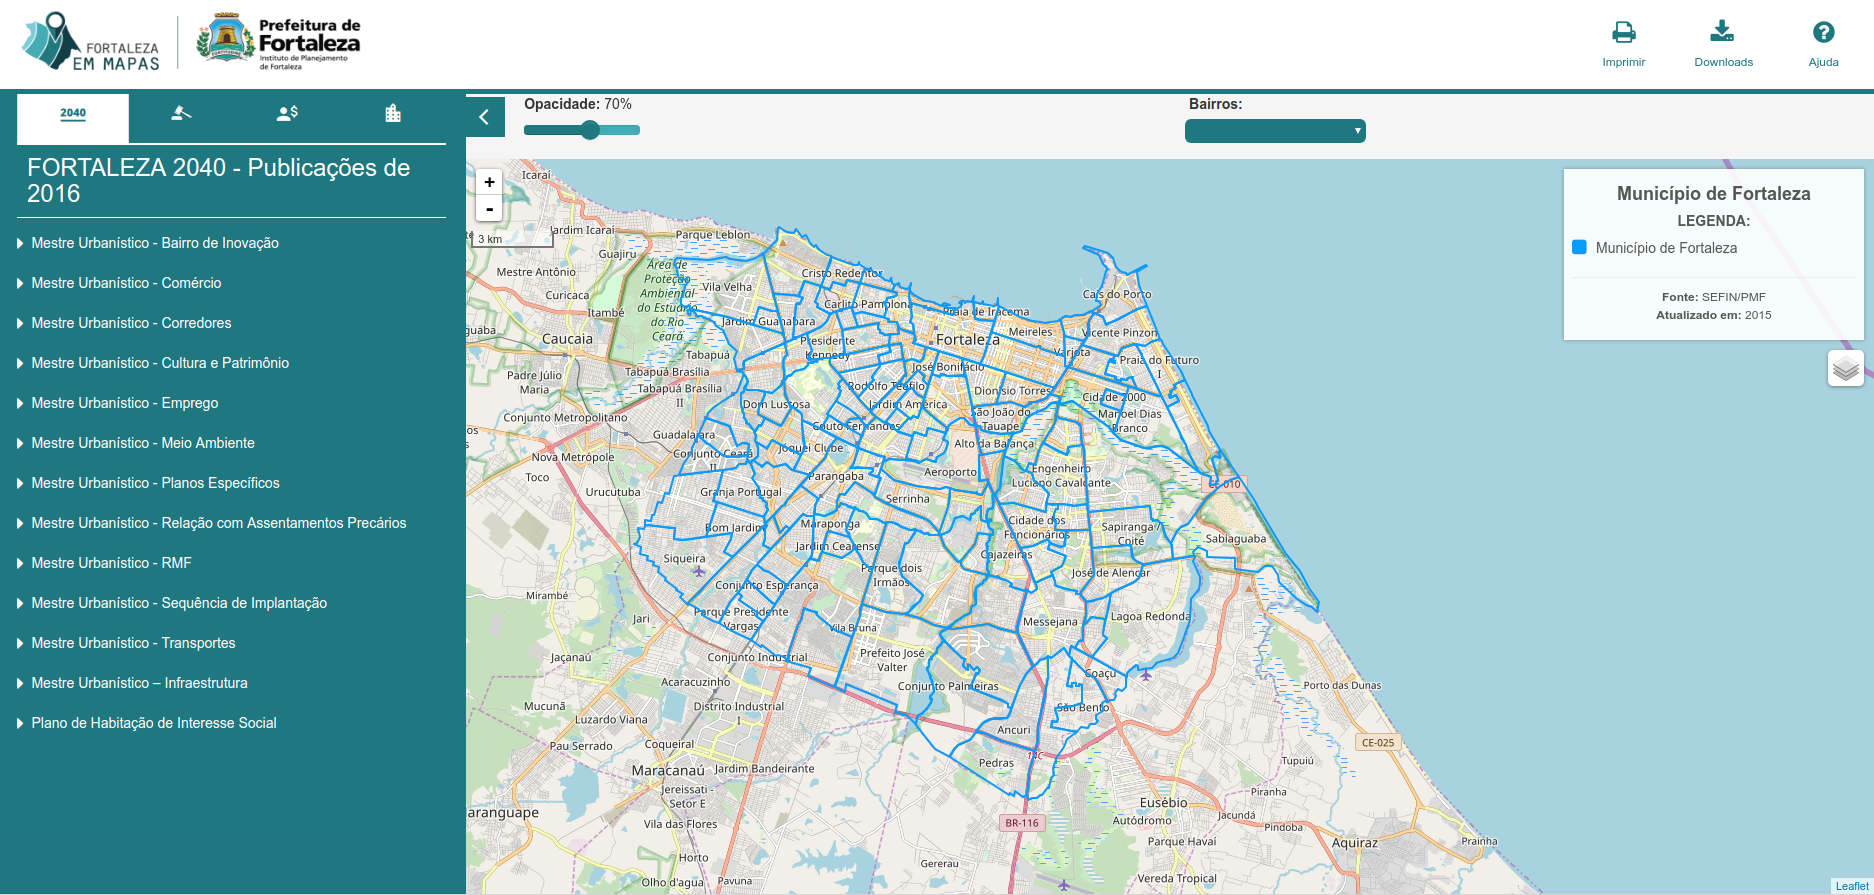 FORTALEZA
EM MAPAS
Prefeitura de
Fortaleza
Instituto de Planejamento
de Fortaleza
Imprimir
Downloads
Ajuda
2040
Opacidade: 70%
Bairros:
FORTALEZA 2040 - Publicações de
2016
Mestre Urbanístico - Bairro de Inovação
Mestre Urbanístico - Comércio
Mestre Urbanístico - Corredores
Mestre Urbanístico - Cultura e Patrimônio
Mestre Urbanístico - Emprego
Mestre Urbanístico - Meio Ambiente
Mestre Urbanístico - Planos Específicos
Mestre Urbanístico - Relação com Assentamentos Precários
Mestre Urbanístico - RMF
Mestre Urbanístico - Sequência de Implantação
Mestre Urbanístico - Transportes
Mestre Urbanístico – Infraestrutura
Plano de Habitação de Interesse Social
+
-
3 km
Município de Fortaleza
LEGENDA:
Município de Fortaleza
Fonte: SEFIN/PMF
Atualizado em: 2015
Icaraí
Jardim Icaraí
Parque Leblon
Guajiru
Área de
Proteção
Ambiental
do Estuário
do Rio
Ceará
Mestre Antônio
Curicaca
Itambé
Vila Velha
Cristo Redentor
Carlito Pamplona
Jardim Guanabara
Praia de Iracema
Cais do Porto
Caucaia
Presidente
Kennedy
Fortaleza
Meireles
Vicente Pinzon
Varjota
Praia do Futuro
I
Tabapuá
Tabapuá Brasília
Tabapuá Brasília
II
Padre Júlio
Maria
José Bonifácio
Rodolfo Teófilo
Dionísio Torres
Cidade 2000
Conjunto Metropolitano
Dom Lustosa
Jardim América
São João do
Tauape
Manoel Dias
Branco
Guadalajara
Couto Fernandes
Alto da Balança
Nova Metrópole
Conjunto Ceará
II
Jóquei Clube
Toco
Urucutuba
Parangaba
Aeroporto
Engenheiro
Luciano Cavalcante
CE-010
Granja Portugal
Serrinha
Bom Jardim
Maraponga
Cidade dos
Funcionários
Sapiranga /
Coité
Sabiaguaba
Siqueira
Jardim Cearense
Cajazeiras
Parque dois
Irmãos
José de Alencar
Mirambé
Conjunto Esperança
Jari
Parque Presidente
Vargas
Vila Bruna
Messejana
Lagoa Redonda
Jaçanaú
Conjunto Industrial
Prefeito José
Valter
Acaracuzinho
Conjunto Palmeiras
Coaçu
Porto das Dunas
Mucunã
Luzardo Viana
Distrito Industrial
I
São Bento
Pau Serrado
Coqueiral
Ancuri
CE-025
Maracanaú
Jardim Bandeirante
Pedras
Tupuiú
Jereissati -
Setor E
Piranha
Eusébio
aranguape
Vila das Flores
BR-116
Autódromo
Jacundá
Pindoba
Parque Havaí
Aquiraz
Prainha
Horto
Gererau
Olho d'agua
Pavuna
Vereda Tropical
Leaflet